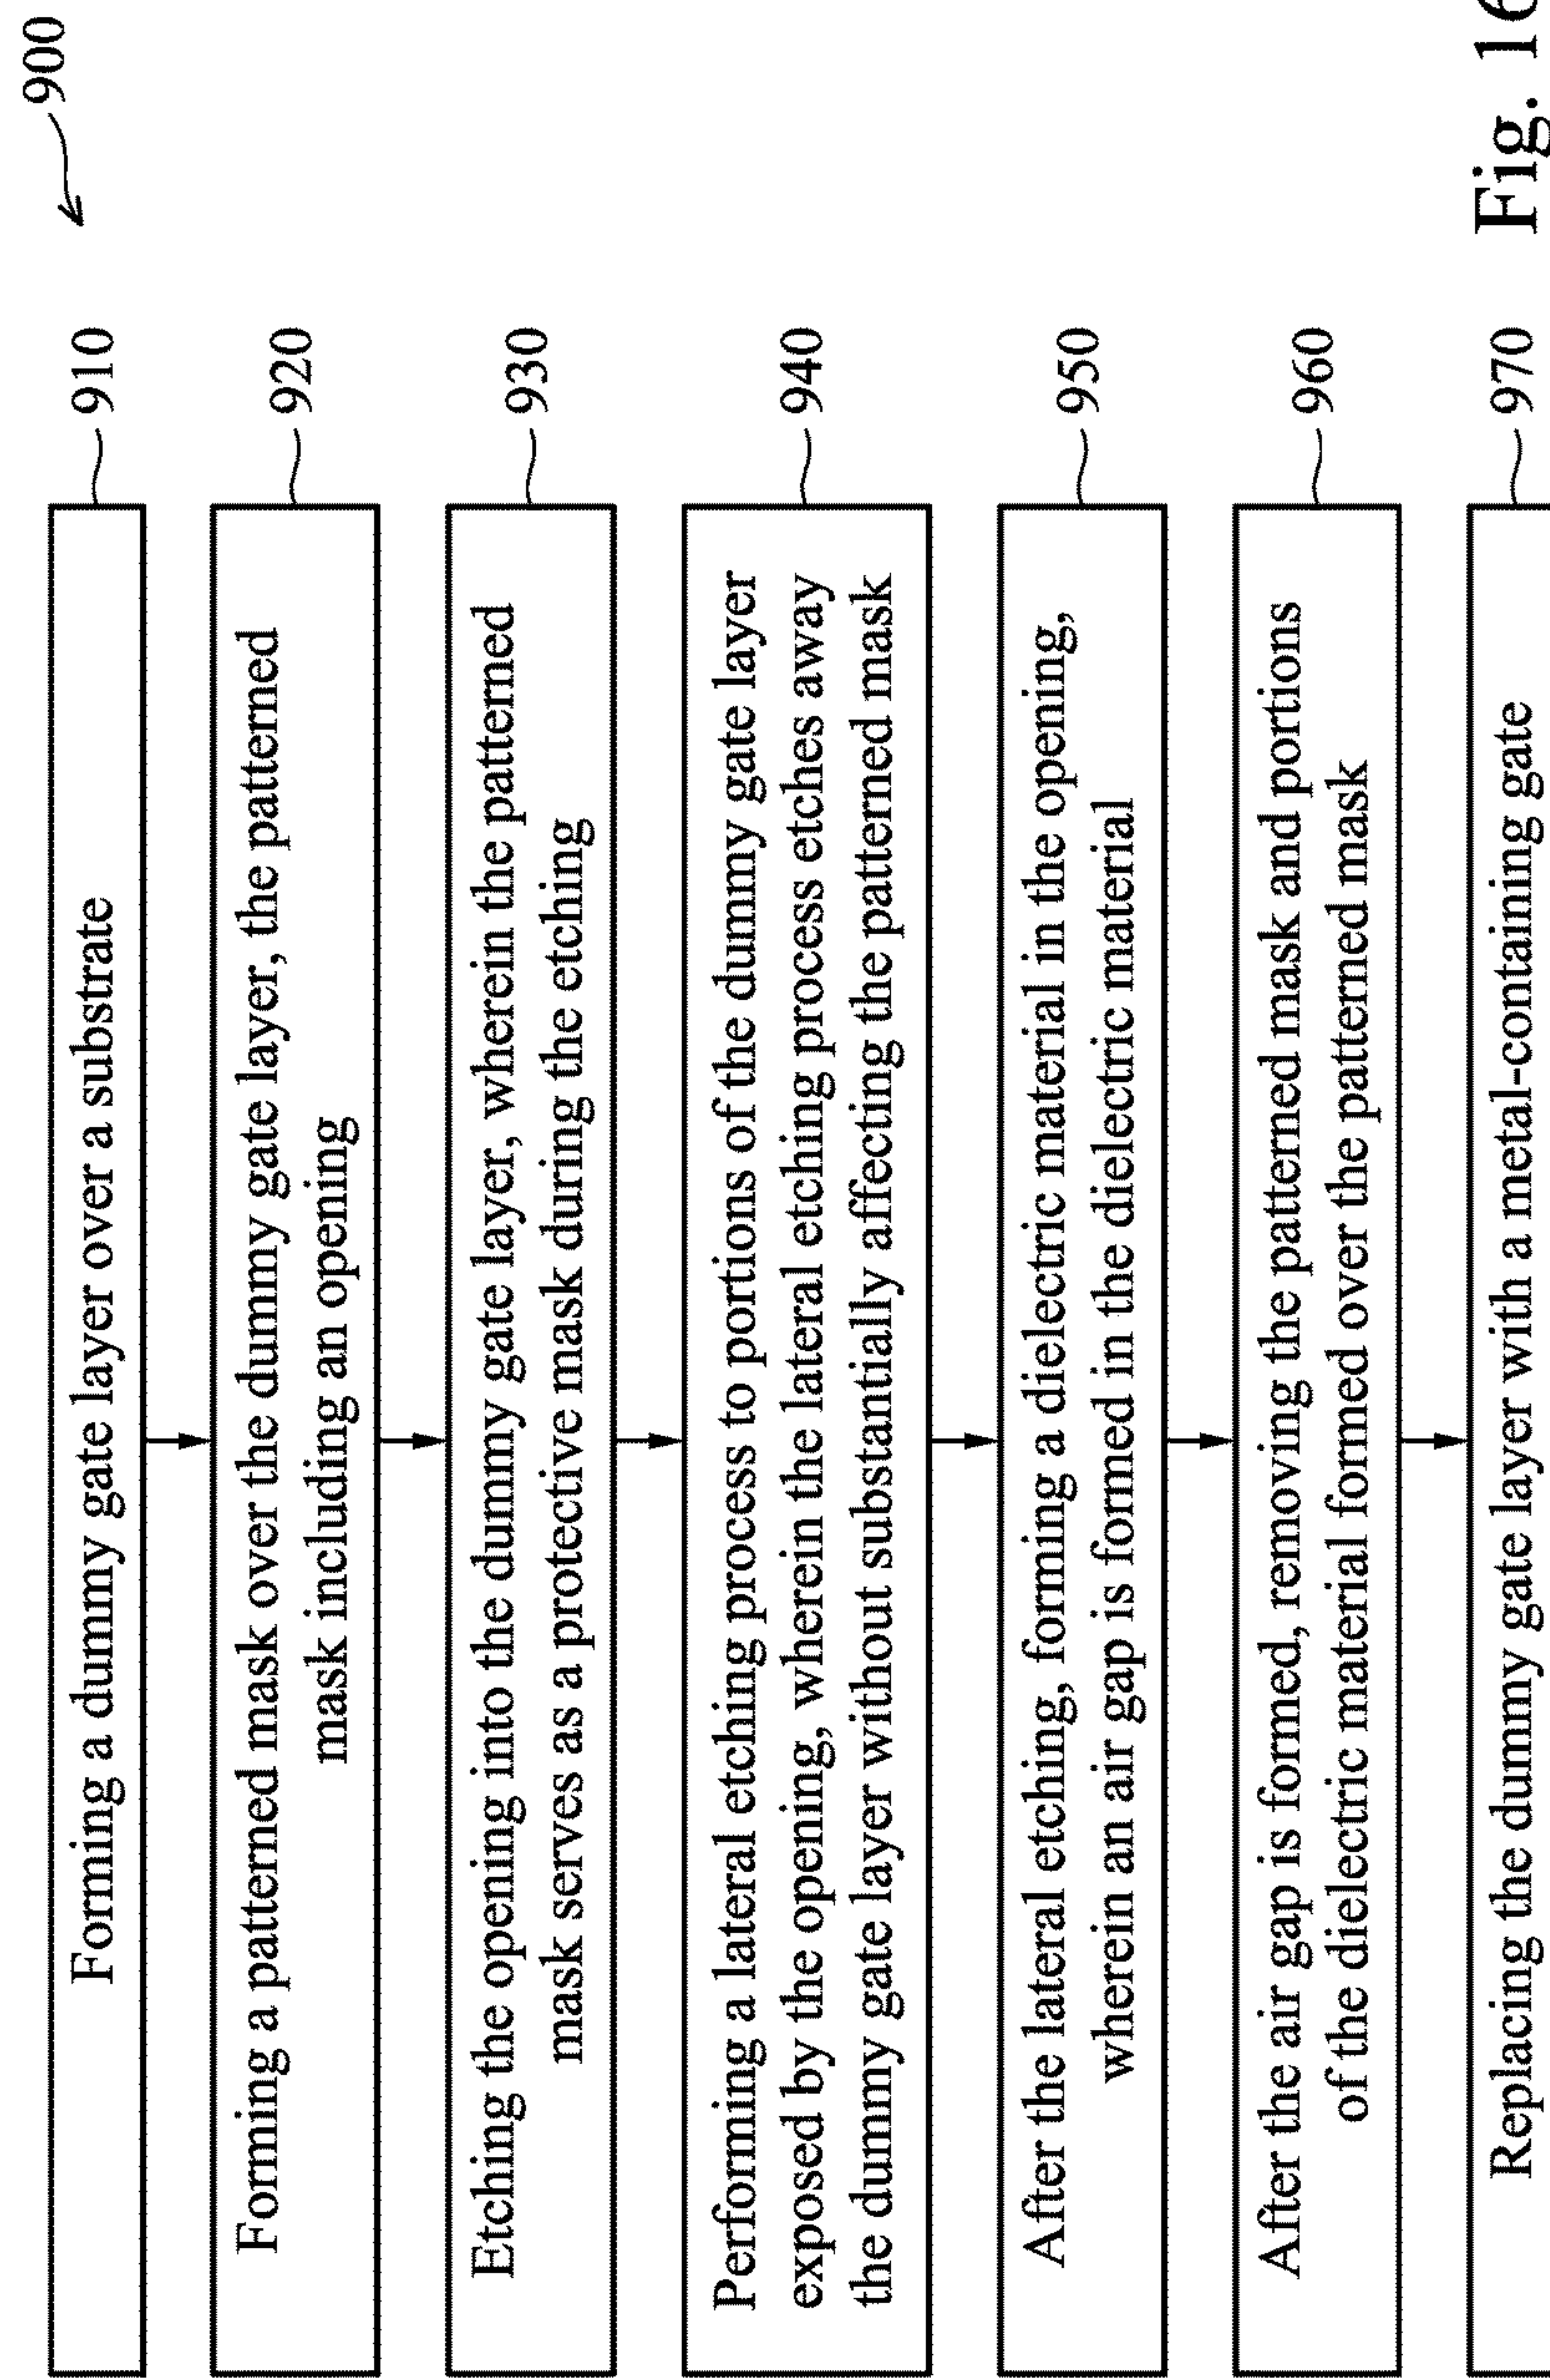 900
Forming a dummy gate layer over a substrate
910
Forming a patterned mask over the dummy gate layer, the patterned
mask including an opening
920
Etching the opening into the dummy gate layer, wherein the patterned
mask serves as a protective mask during the etching
930
Performing a lateral etching process to portions of the dummy gate layer
exposed by the opening, wherein the lateral etching process etches away
the dummy gate layer without substantially affecting the patterned mask
940
After the lateral etching, forming a dielectric material in the opening,
wherein an air gap is formed in the dielectric material
950
After the air gap is formed, removing the patterned mask and portions
of the dielectric material formed over the patterned mask
960
Replacing the dummy gate layer with a metal-containing gate
970
Fig. 16